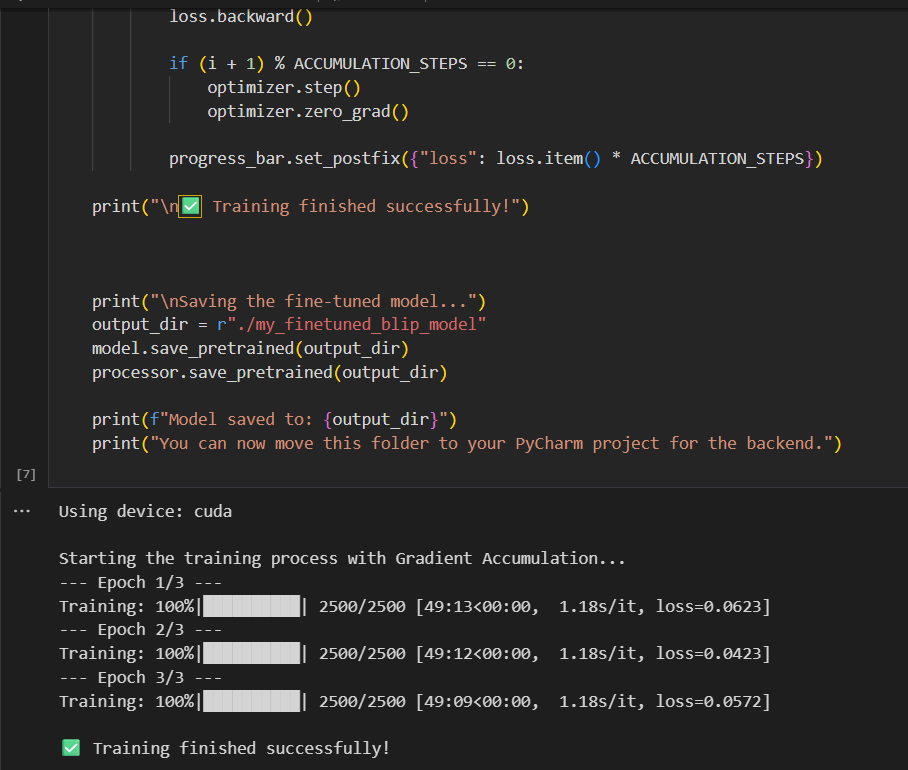 loss.backward()
if (i + 1) % ACCUMULATION_STEPS == 0:
optimizer.step()
optimizer.zero_grad()
progress_bar.set_postfix({"loss": loss.item() * ACCUMULATION_STEPS})
print("\n✅ Training finished successfully!")
print("\nSaving the fine-tuned model...")
output_dir = r"./my_finetuned_blip_model"
model.save_pretrained(output_dir)
processor.save_pretrained(output_dir)
print(f"Model saved to: {output_dir}")
print("You can now move this folder to your PyCharm project for the backend.")
[7]
... Using device: cuda
Starting the training process with Gradient Accumulation...
--- Epoch 1/3 ---
Training: 100%|██████████| 2500/2500 [49:13<00:00,  1.18s/it, loss=0.0623]
--- Epoch 2/3 ---
Training: 100%|██████████| 2500/2500 [49:12<00:00,  1.18s/it, loss=0.0423]
--- Epoch 3/3 ---
Training: 100%|██████████| 2500/2500 [49:09<00:00,  1.18s/it, loss=0.0572]
✅ Training finished successfully!